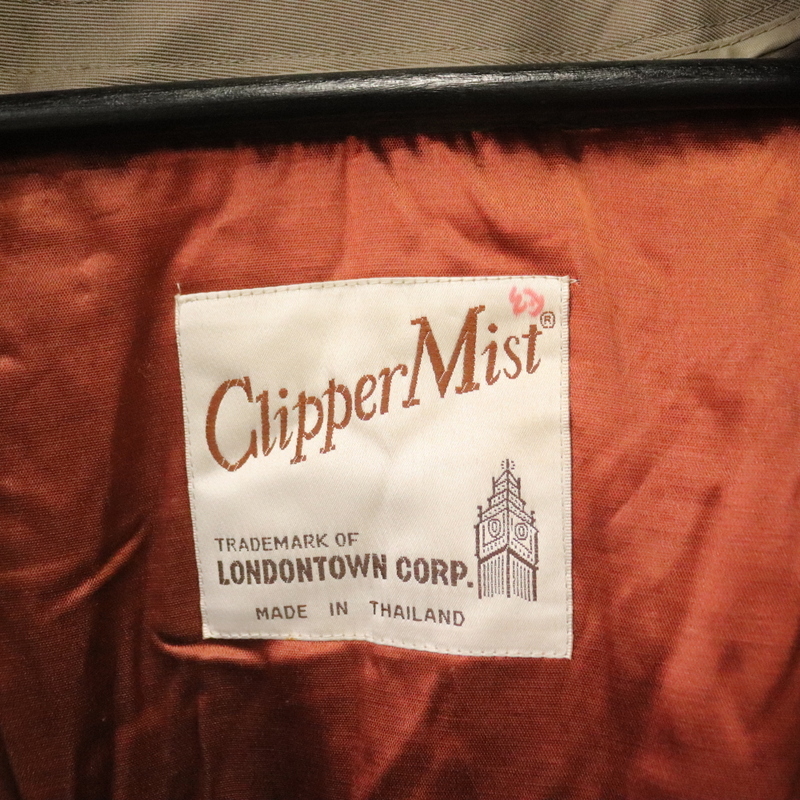 ClipperMist®
TRADEMARK OF
LONDONTOWN CORP.
MADE IN THAILAND